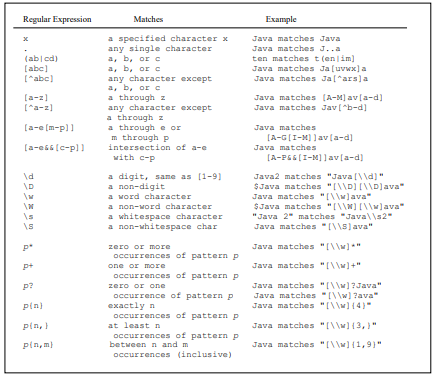 Regular Expression Matches Example
x a specified character x Java matches Java
. any single character Java matches J..a
(ab|cd) a, b, or c ten matches t(en|im)
[abc] a, b, or c Java matches Ja[uvwx]a
[^abc] any character except Java matches Ja[^ars]a
a, b, or c
[a-z] a through z Java matches [A-M]av[a-d]
[^a-z] any character except Java matches Jav[^b-d]
a through z
[a-e[m-p]] a through e or Java matches
m through p [A-G[I-M]]av[a-d]
[a-e&&[c-p]] intersection of a-e Java matches
with c-p [A-P&&[I-M]]av[a-d]
\d a digit, same as [1-9] Java2 matches "Java[\\d]"
\D a non-digit $Java matches "[\\D][\\D]ava"
\w a word character Java matches "[\\w]ava"
\W a non-word character $Java matches "[\\W][\\w]ava"
\s a whitespace character "Java 2" matches "Java\\s2"
\S a non-whitespace char Java matches "[\\S]ava"
p* zero or more Java matches "[\\w]*"
occurrences of pattern p
p+ one or more Java matches "[\\w]+"
occurrences of pattern p
p? zero or one Java matches "[\\w]?Java"
occurrence of pattern p Java matches "[\\w]?ava"
p{n} exactly n Java matches "[\\w]{4}"
occurrences of pattern p
p{n,} at least n Java matches "[\\w]{3,}"
occurrences of pattern p
p{n,m} between n and m Java matches "[\\w]{1,9}"
occurrences (inclusive)